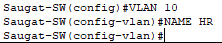 Saugat-SW(config)#VLAN 10
Saugat-SW(config-vlan)#NAME HR
Saugat-SW(config-vlan)#